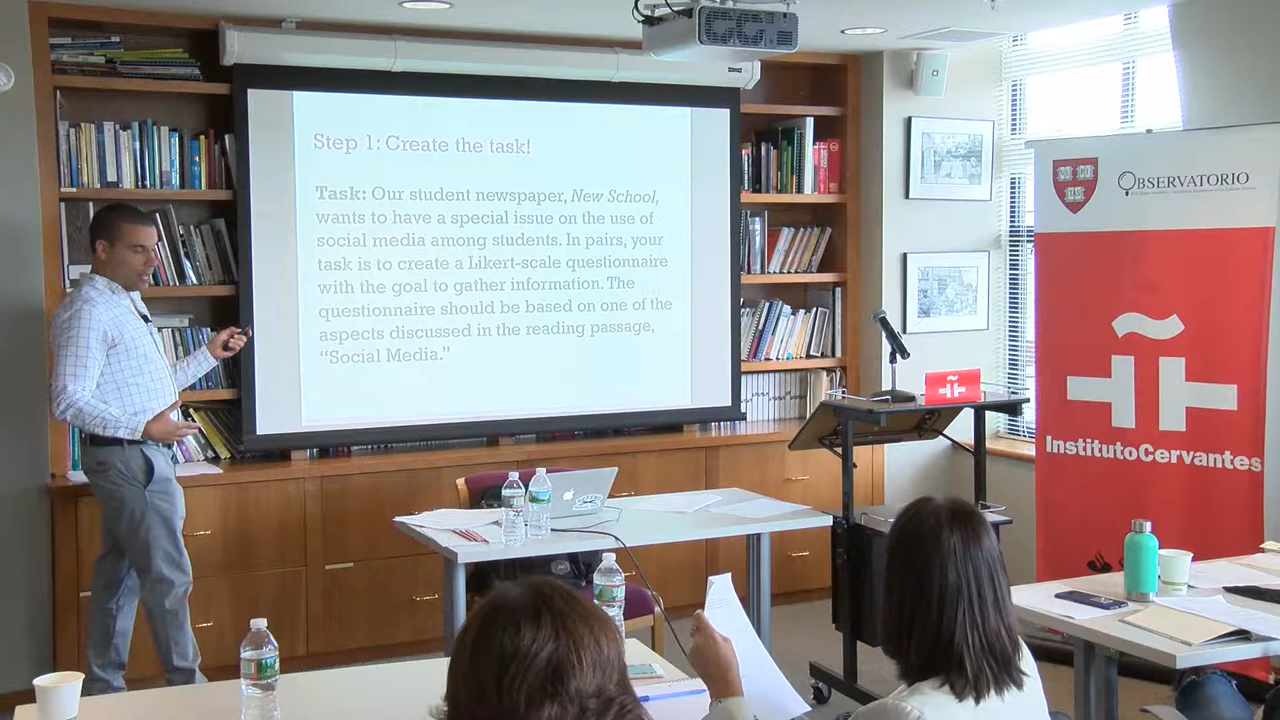 Step 1: Create the task!
Task: Our student newspaper, New School,
wants to have a special issue on the use of
social media among students. In pairs, your
task is to create a Likert-scale questionnaire
with the goal to gather information. The
questionnaire should be based on one of the
aspects discussed in the reading passage,
“Social Media.”
OBSERVATORIO
InstitutoCervantes